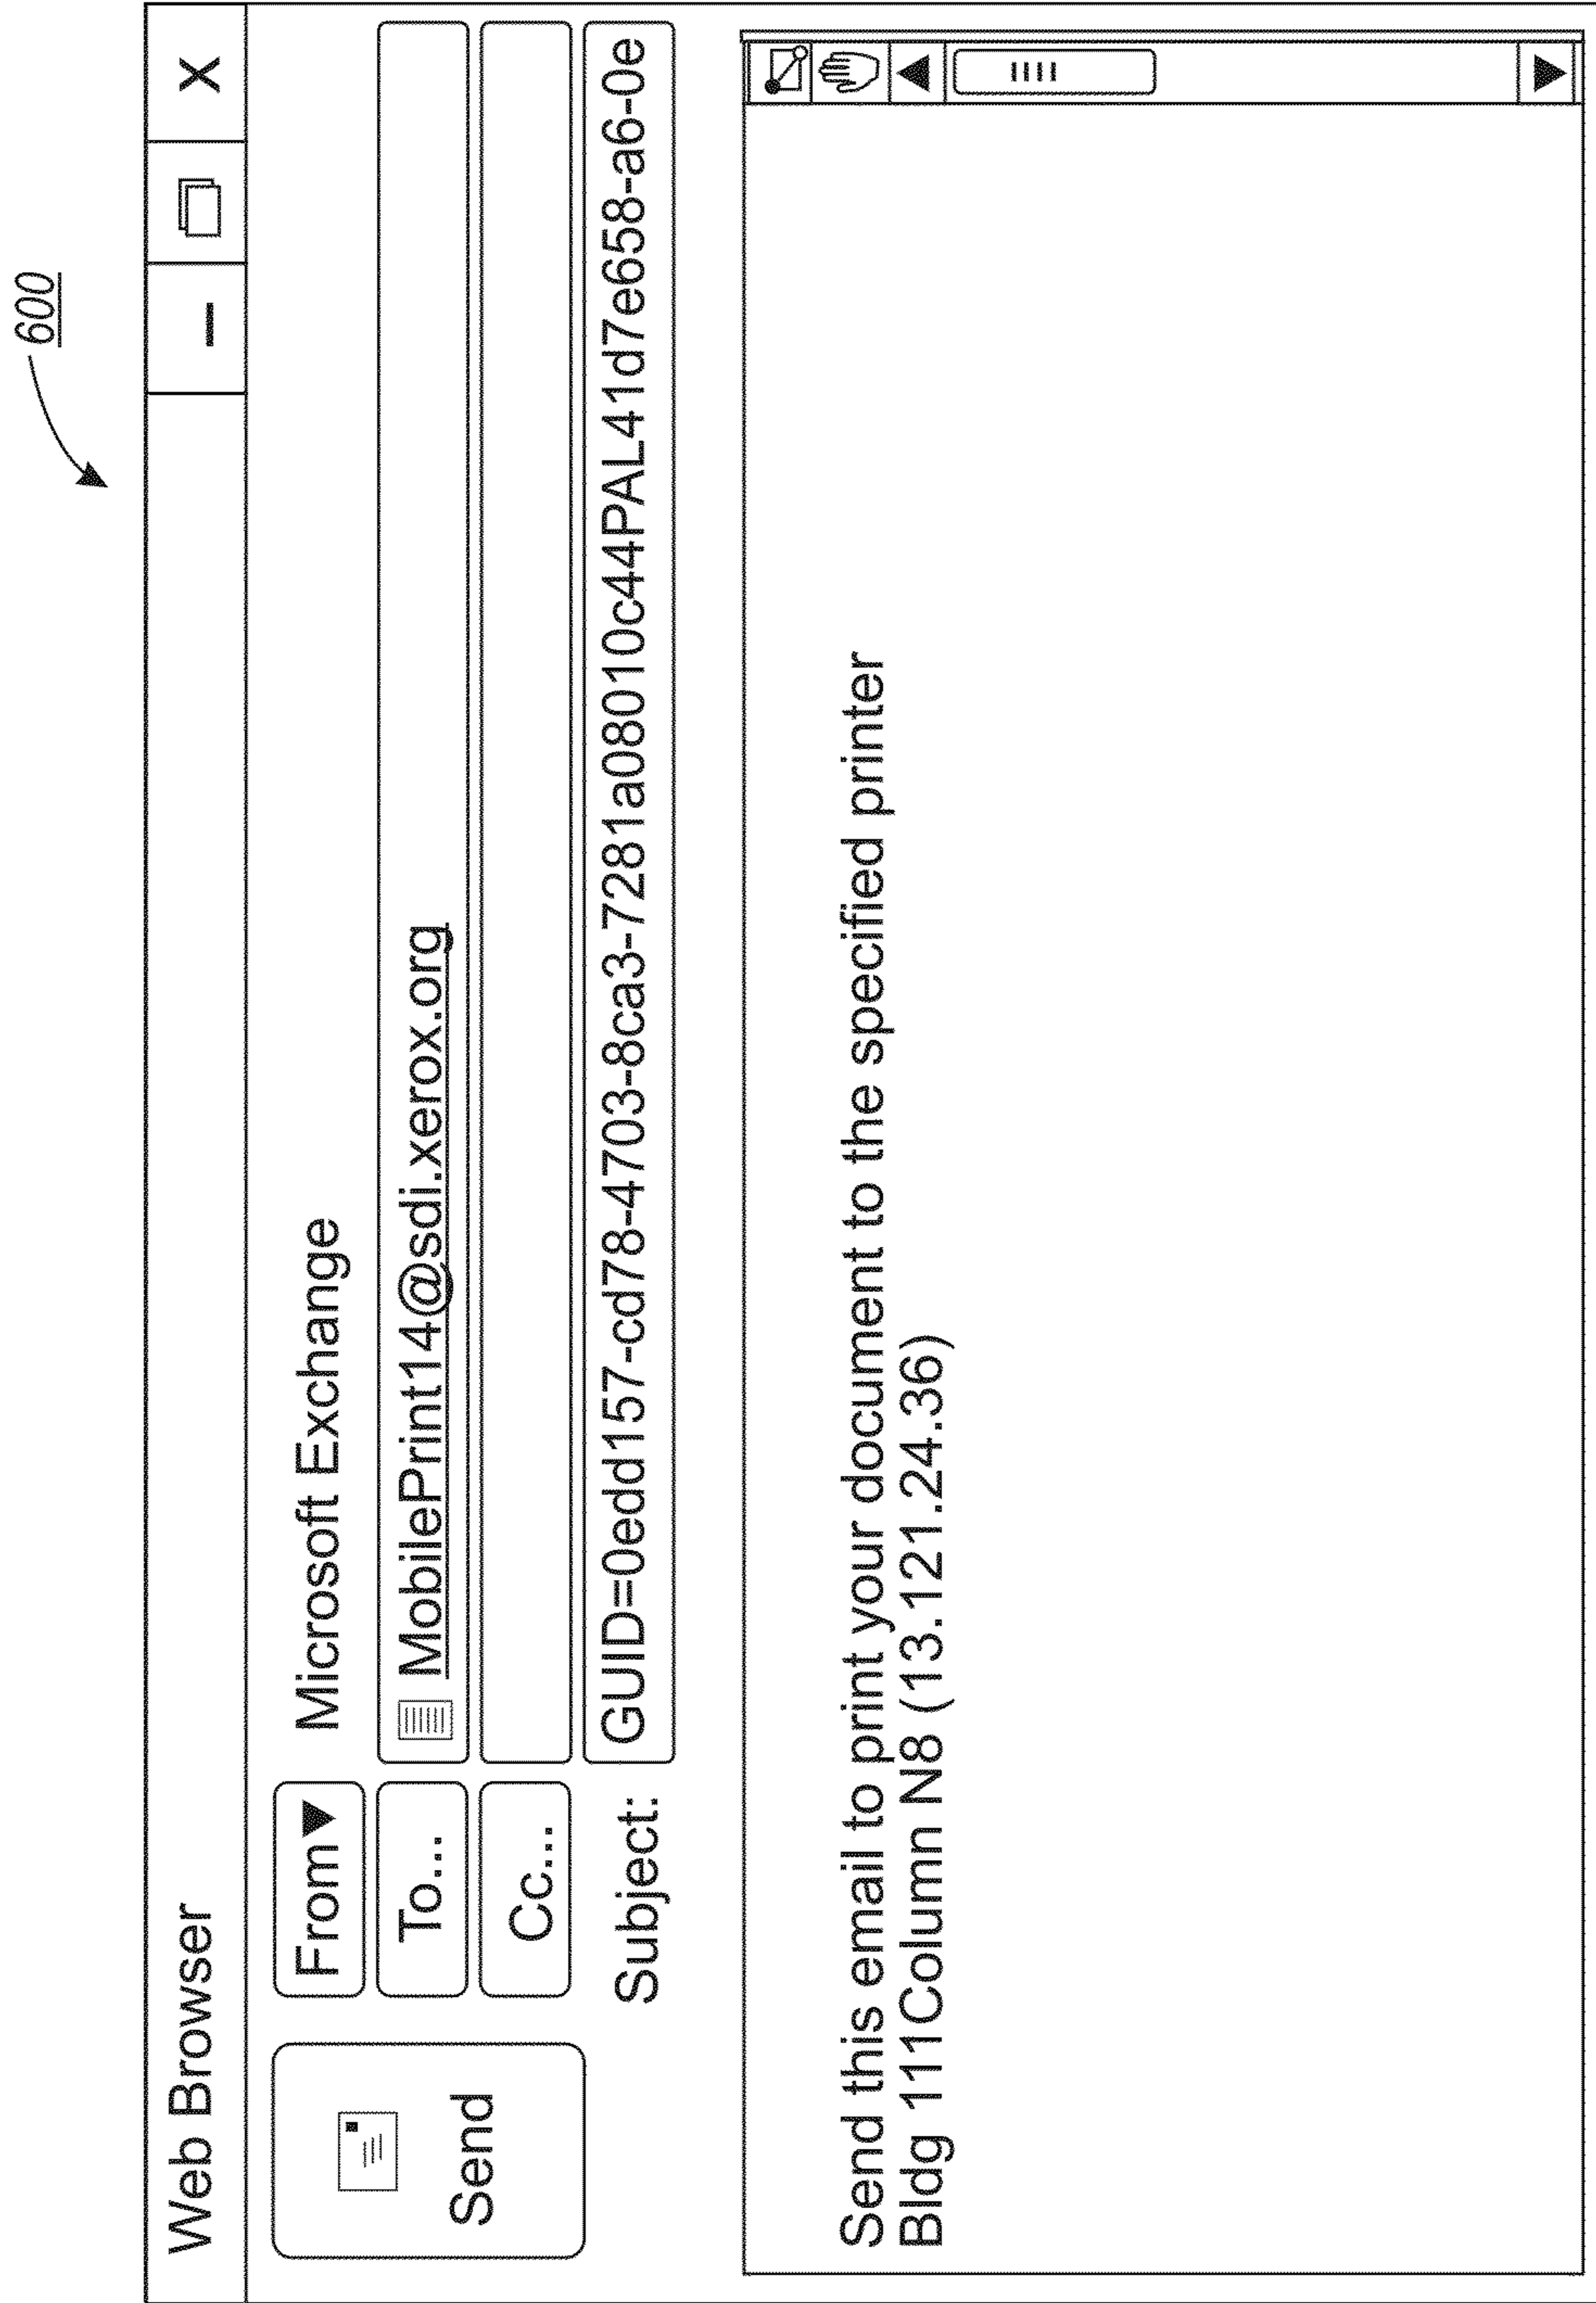 600
Web Browser
– X
Send
From▼ Microsoft Exchange
To... MobilePrint14@sdi.xerox.org
Cc...
Subject: GUID=0edd157-cd78-4703-8ca3-7281a08010c44PAL41d7e658-a6-0e
Send this email to print your document to the specified printer
Bldg 111Column N8 (13.121.24.36)